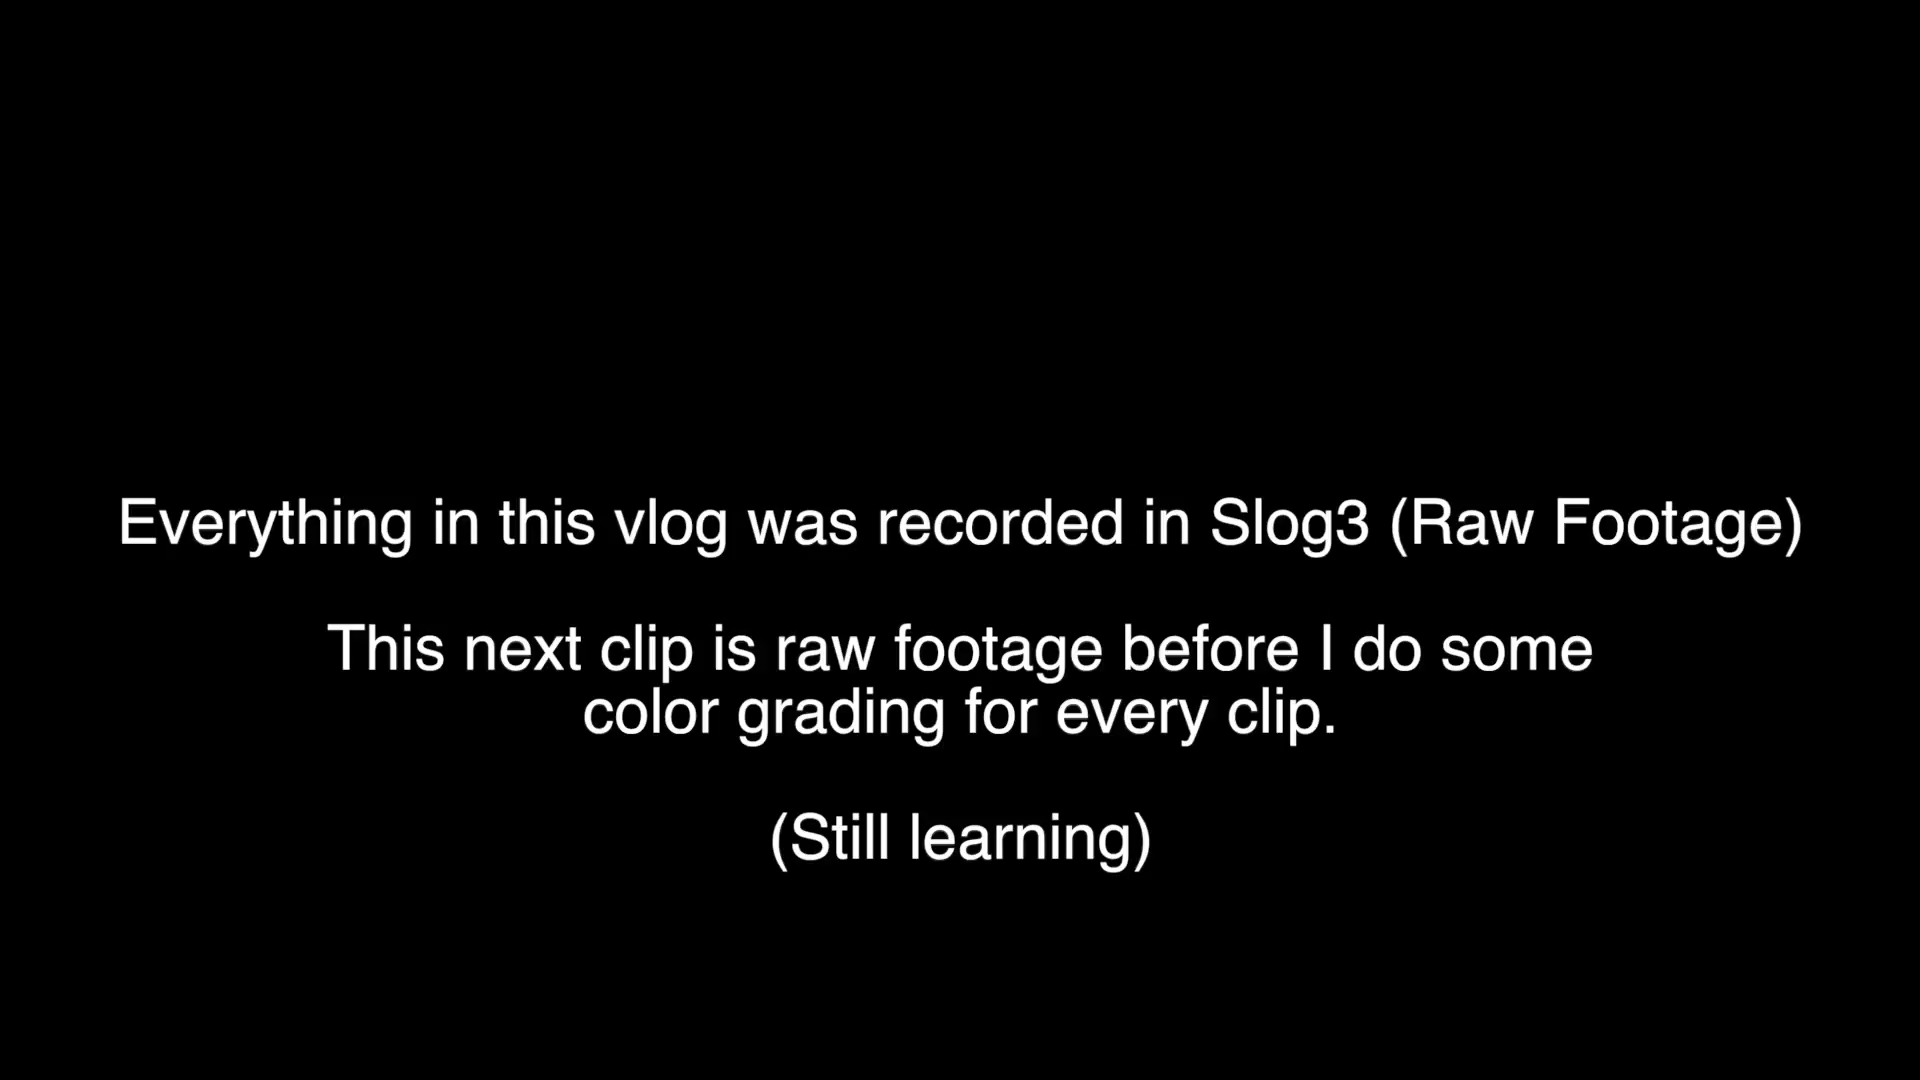 Everything in this vlog was recorded in Slog3 (Raw Footage)
This next clip is raw footage before I do some
color grading for every clip.
(Still learning)